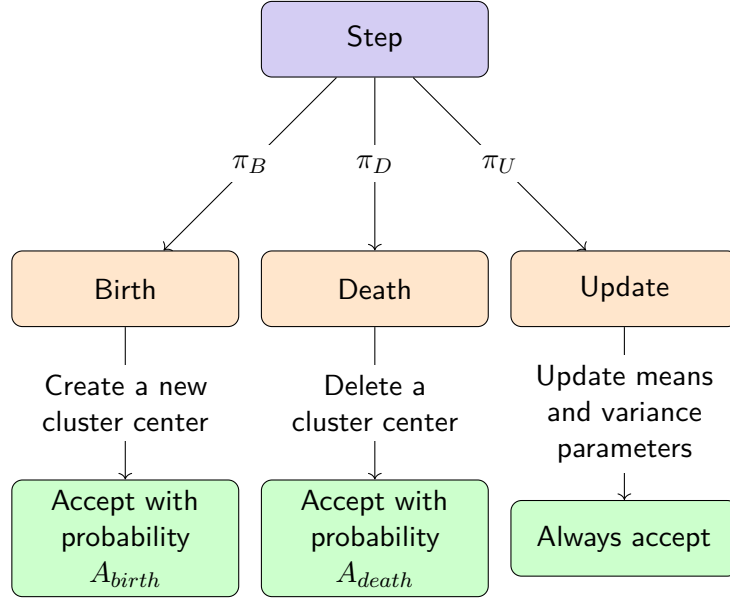 Step
π_B
π_D
π_U
Birth
Death
Update
Create a new
cluster center
Delete a
cluster center
Update means
and variance
parameters
Accept with
probability
A_birth
Accept with
probability
A_death
Always accept